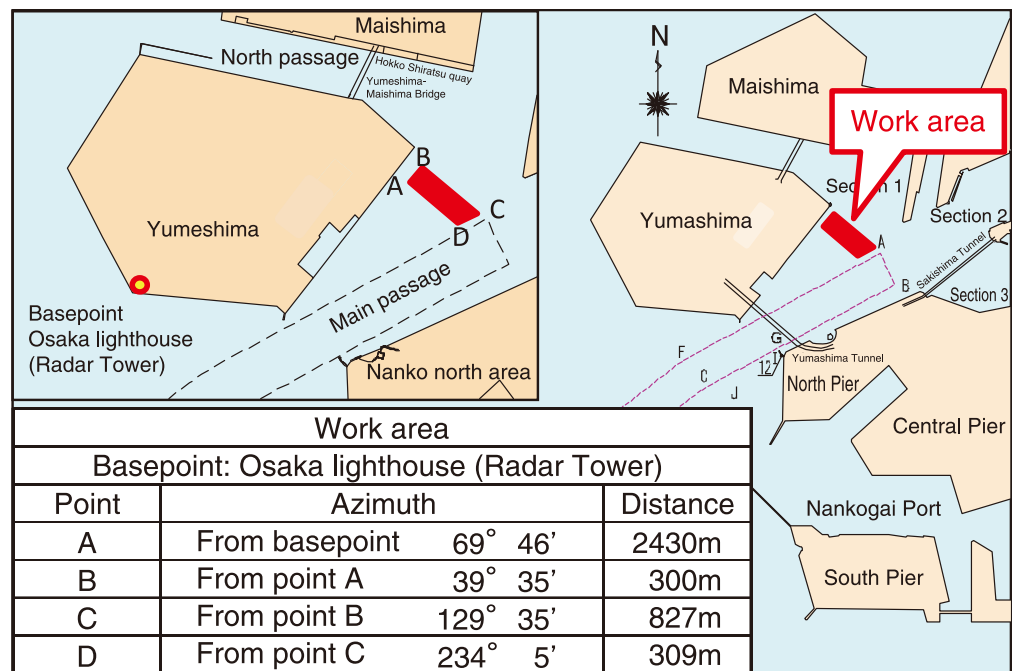 Maishima
North passage
Hokko Shiratsu quay
Yumeshima-
Maishima Bridge
B
A
C
D
Yumeshima
Main passage
Basepoint
Osaka lighthouse
(Radar Tower)
Nanko north area
N
Maishima
Work area
Section 1
Yumashima
Section 2
A
Sakishima Tunnel
B
Section 3
G
F
Yumashima Tunnel
12
1
C
North Pier
J
Central Pier
Nankogai Port
South Pier
Work area
Basepoint: Osaka lighthouse (Radar Tower)
Point Azimuth Distance
A From basepoint 69° 46’ 2430m
B From point A 39° 35’ 300m
C From point B 129° 35’ 827m
D From point C 234° 5’ 309m